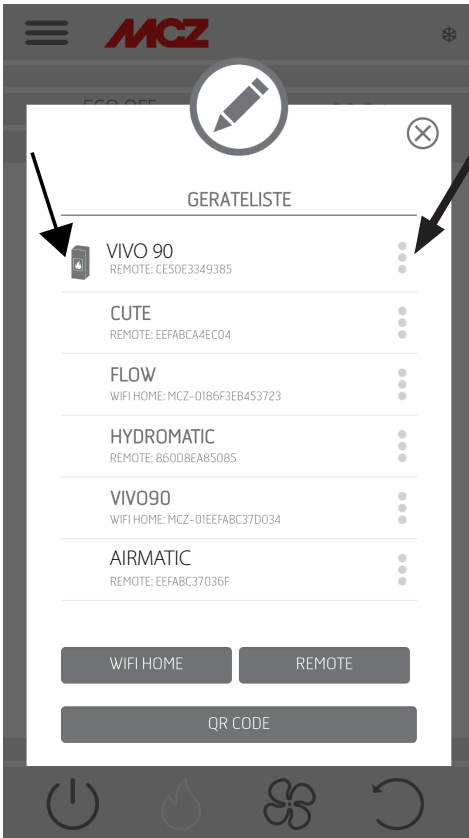 MCZ
GERATELISTE
VIVO 90
REMOTE: CE50E3349385
CUTE
REMOTE: EEFABCA4EC04
FLOW
WIFI HOME: MCZ-0186F3EB453723
HYDROMATIC
REMOTE: 860D8EA85085
VIVO90
WIFI HOME: MCZ-01EEFABC37D034
AIRMATIC
REMOTE: EEFABC37036F
WIFI HOME
REMOTE
QR CODE